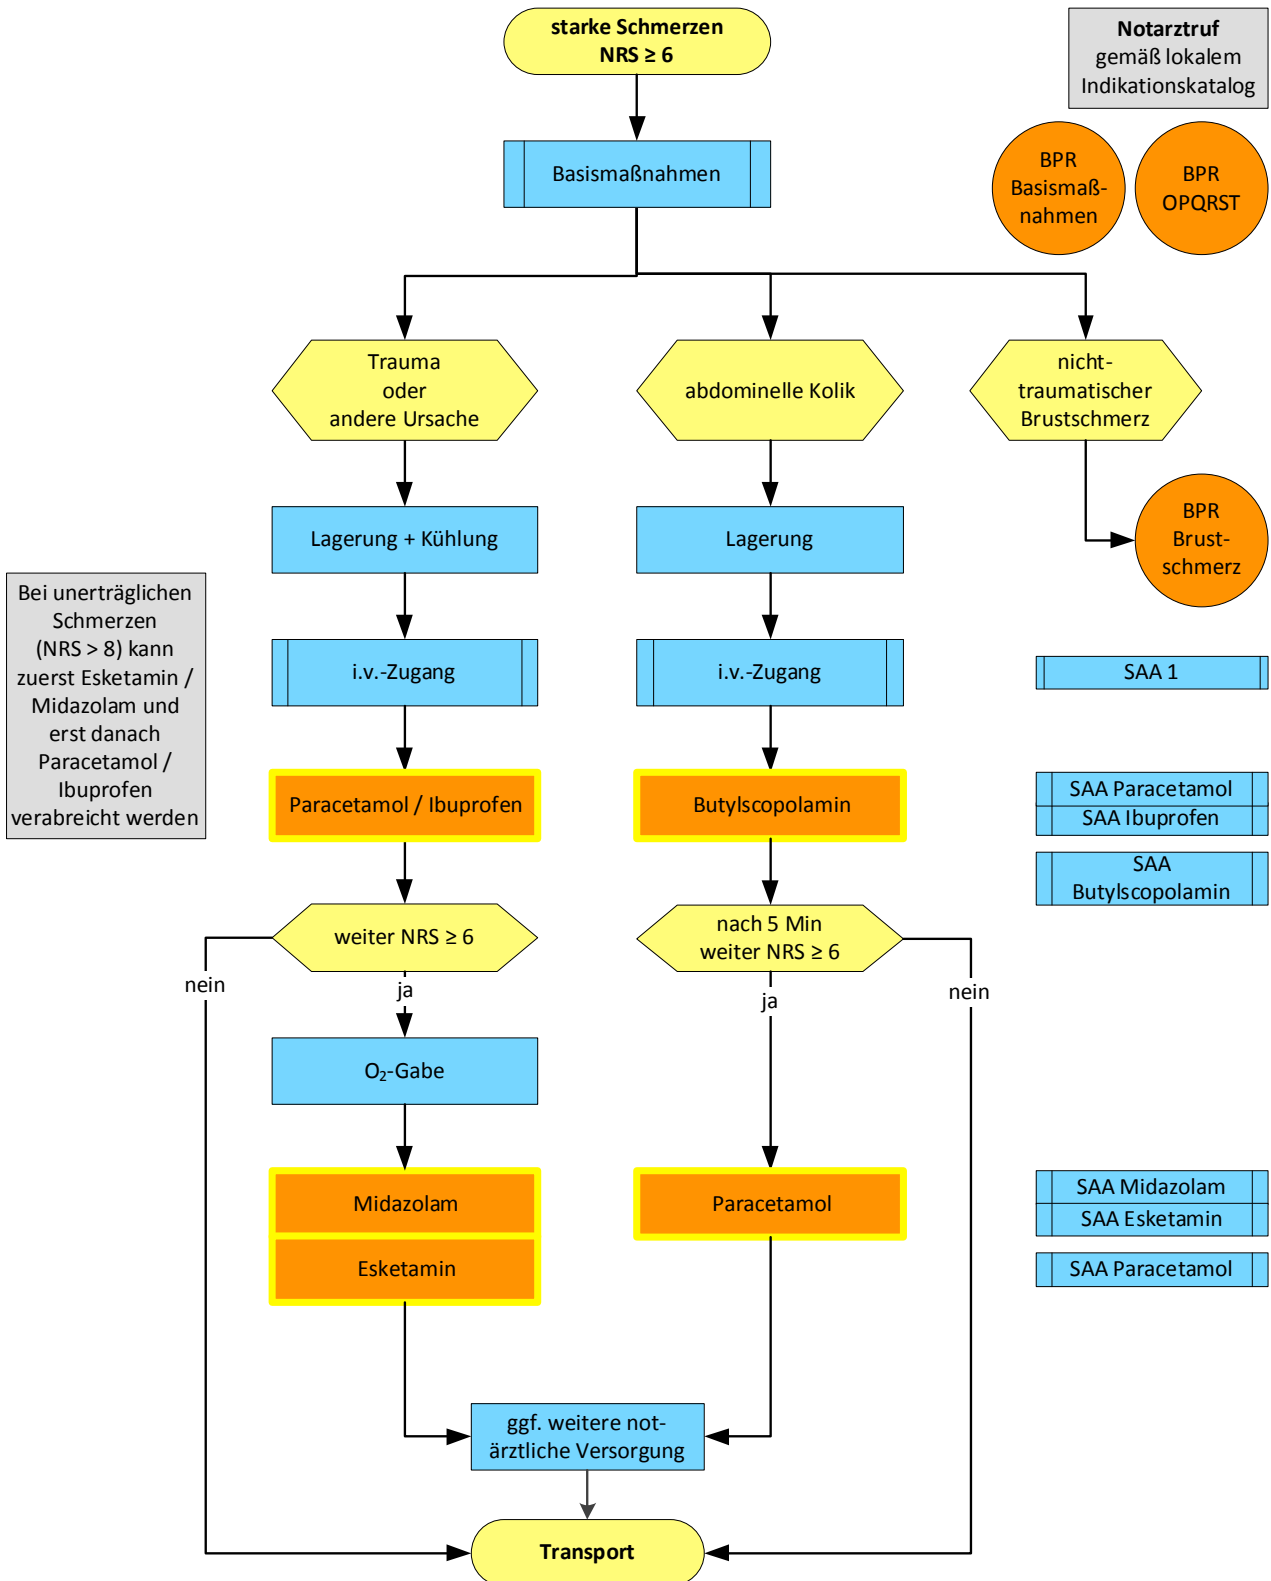 starke Schmerzen
NRS ≥ 6
Notarztruf
gemäß lokalem
Indikationskatalog
Basismaßnahmen
BPR
Basismaß-
nahmen
BPR
OPQRST
Trauma
oder
andere Ursache
abdominelle Kolik
nicht-
traumatischer
Brustschmerz
Lagerung + Kühlung
Lagerung
BPR
Brust-
schmerz
Bei unerträglichen
Schmerzen
(NRS > 8) kann
zuerst Esketamin /
Midazolam und
erst danach
Paracetamol /
Ibuprofen
verabreicht werden
i.v.-Zugang
i.v.-Zugang
SAA 1
Paracetamol / Ibuprofen
Butylscopolamin
SAA Paracetamol
SAA Ibuprofen
SAA
Butylscopolamin
weiter NRS ≥ 6
nach 5 Min
weiter NRS ≥ 6
nein
ja
ja
nein
O₂-Gabe
Midazolam
Esketamin
Paracetamol
SAA Midazolam
SAA Esketamin
SAA Paracetamol
ggf. weitere not-
ärztliche Versorgung
Transport